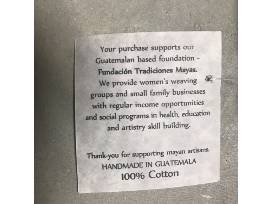 Your purchase supports our
Guatemalan based foundation -
Fundación Tradiciones Mayas.
We provide women's weaving
groups and small family businesses
with regular income opportunities
and social programs in health, education
and artistry skill building.
Thank-you for supporting mayan artisans.
HANDMADE IN GUATEMALA
100% Cotton